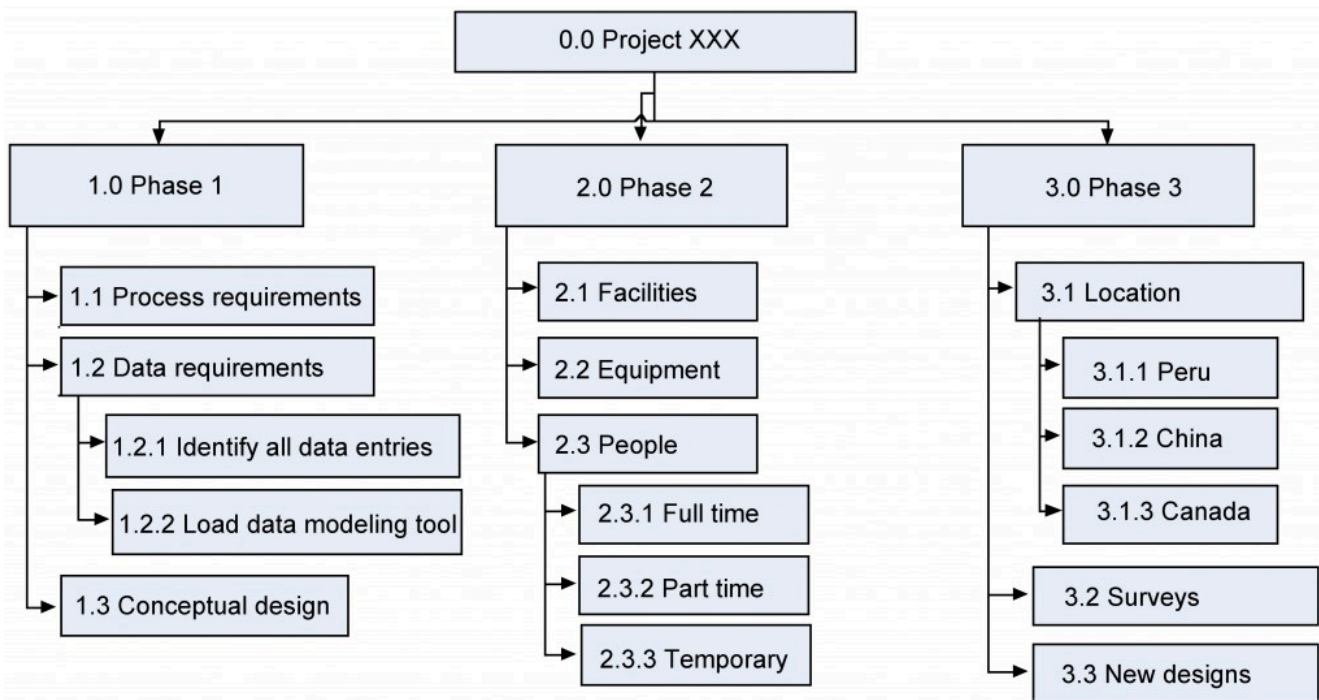 0.0 Project XXX
1.0 Phase 1
1.1 Process requirements
1.2 Data requirements
1.2.1 Identify all data entries
1.2.2 Load data modeling tool
1.3 Conceptual design
2.0 Phase 2
2.1 Facilities
2.2 Equipment
2.3 People
2.3.1 Full time
2.3.2 Part time
2.3.3 Temporary
3.0 Phase 3
3.1 Location
3.1.1 Peru
3.1.2 China
3.1.3 Canada
3.2 Surveys
3.3 New designs